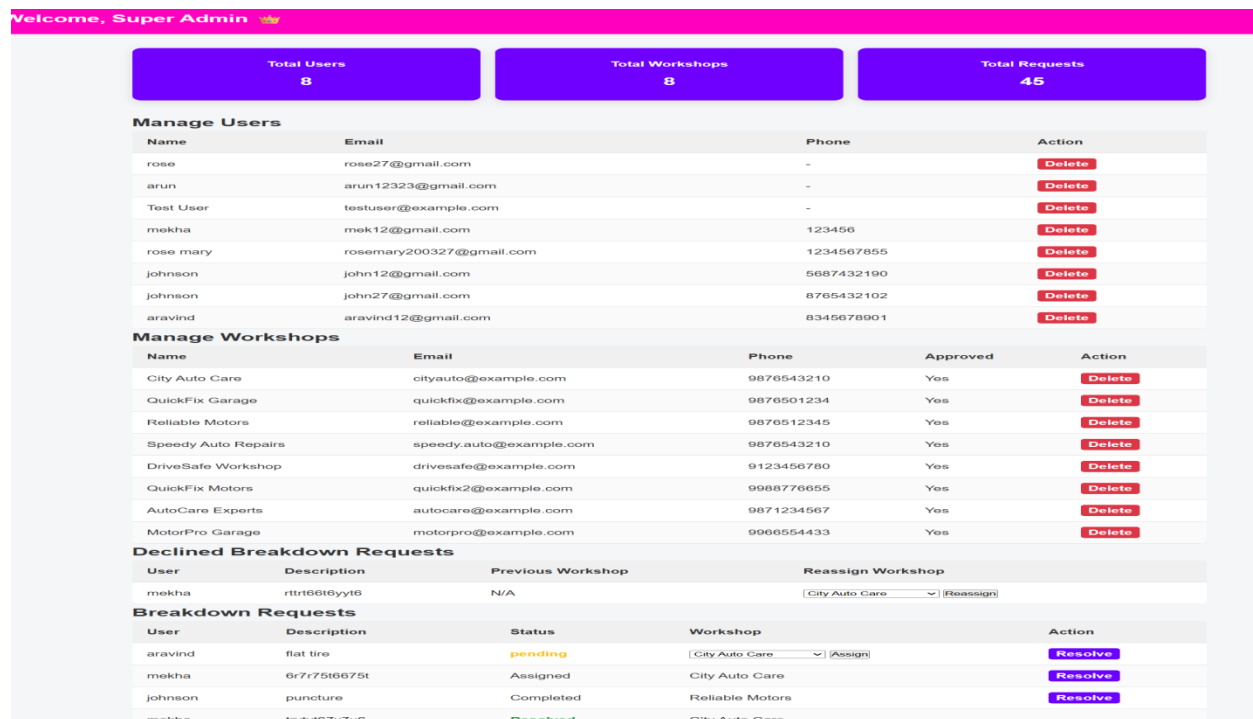 Welcome, Super Admin 👑
Total Users Total Workshops Total Requests
8 8 45
Manage Users
Name Email Phone Action
rose rose27@gmail.com - Delete
arun arun12323@gmail.com - Delete
Test User testuser@example.com - Delete
mekha mek12@gmail.com 123456 Delete
rose mary rosemary200327@gmail.com 1234567855 Delete
johnson john12@gmail.com 5687432190 Delete
johnson john27@gmail.com 8765432102 Delete
aravind aravind12@gmail.com 8345678901 Delete
Manage Workshops
Name Email Phone Approved Action
City Auto Care cityauto@example.com 9876543210 Yes Delete
QuickFix Garage quickfix@example.com 9876501234 Yes Delete
Reliable Motors reliable@example.com 9876512345 Yes Delete
Speedy Auto Repairs speedy.auto@example.com 9876543210 Yes Delete
DriveSafe Workshop drivesafe@example.com 9123456780 Yes Delete
QuickFix Motors quickfix2@example.com 9988776655 Yes Delete
AutoCare Experts autocare@example.com 9871234567 Yes Delete
MotorPro Garage motorpro@example.com 9966554433 Yes Delete
Declined Breakdown Requests
User Description Previous Workshop Reassign Workshop
mekha rttrt66t6yyt6 N/A City Auto Care Reassign
Breakdown Requests
User Description Status Workshop Action
aravind flat tire pending City Auto Care Assign Resolve
mekha 6r7r75t6675t Assigned City Auto Care Resolve
johnson puncture Completed Reliable Motors Resolve
mekha Resolved City Auto Care